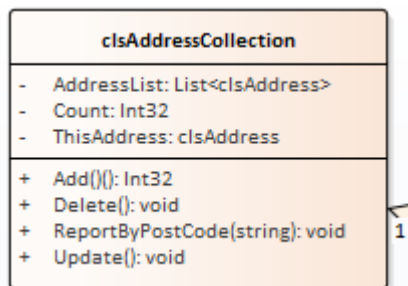 clsAddressCollection
- AddressList: List<clsAddress>
- Count: Int32
- ThisAddress: clsAddress
+ Add()(): Int32
+ Delete(): void
+ ReportByPostCode(string): void
+ Update(): void
1